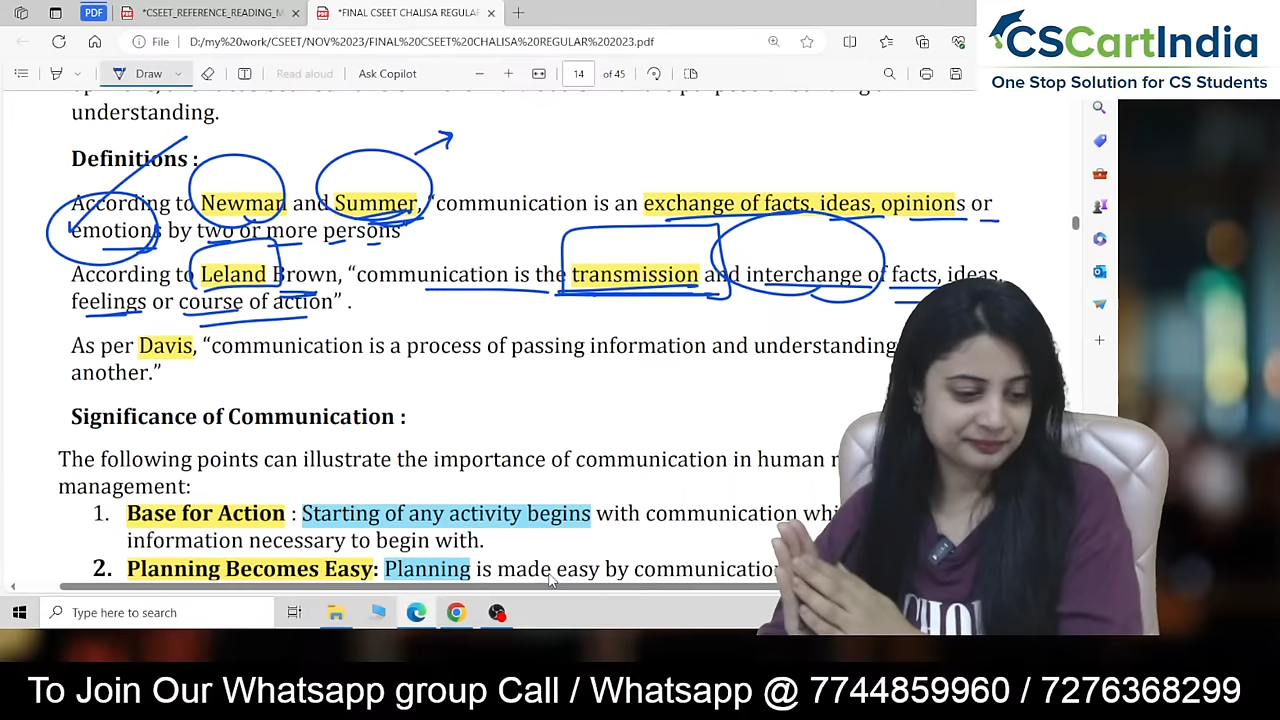 PDF
*CSEET_REFERENCE_READING_M
*FINAL CSEET CHALISA REGULAR
CSCartIndia
One Stop Solution for CS Students
File
D:/my%20work/CSEET/NOV%2023/FINAL%20CSEET%20CHALISA%20REGULAR%202023.pdf
Draw
Read aloud
Ask Copilot
14 of 45
understanding.
Definitions :
According to Newman and Summer, “communication is an exchange of facts, ideas, opinions or
emotions by two or more persons”
According to Leland Brown, “communication is the transmission and interchange of facts, ideas,
feelings or course of action” .
As per Davis, “communication is a process of passing information and understanding
another.”
Significance of Communication :
The following points can illustrate the importance of communication in human
management:
1. Base for Action : Starting of any activity begins with communication
information necessary to begin with.
2. Planning Becomes Easy: Planning is made easy by
Type here to search
To Join Our Whatsapp group Call / Whatsapp @ 7744859960 / 7276368299